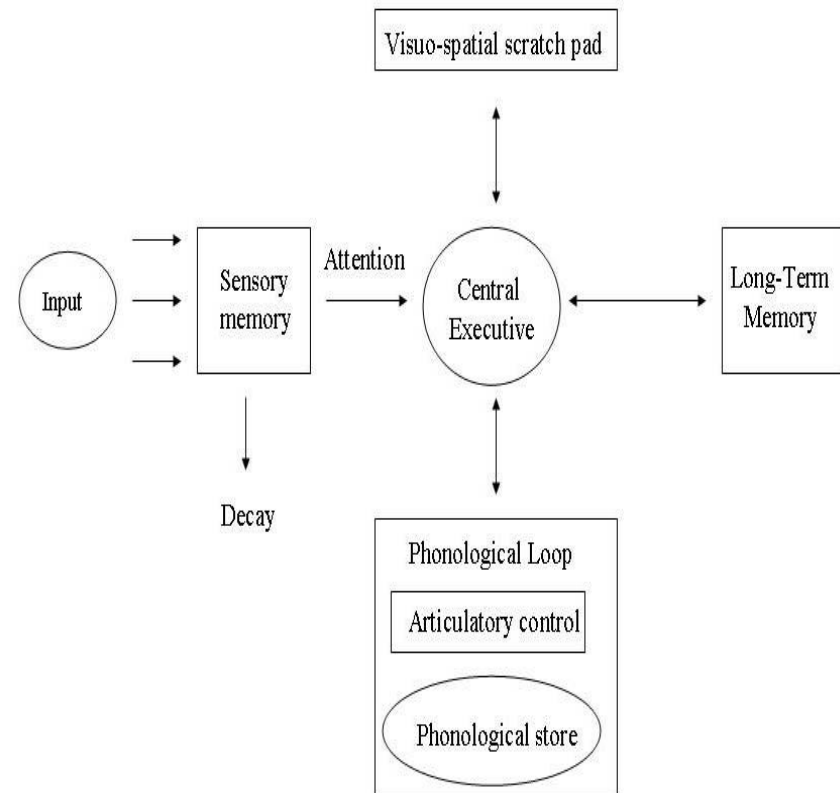 Visuo-spatial scratch pad
Input
Sensory
memory
Attention
Central
Executive
Long-Term
Memory
Decay
Phonological Loop
Articulatory control
Phonological store